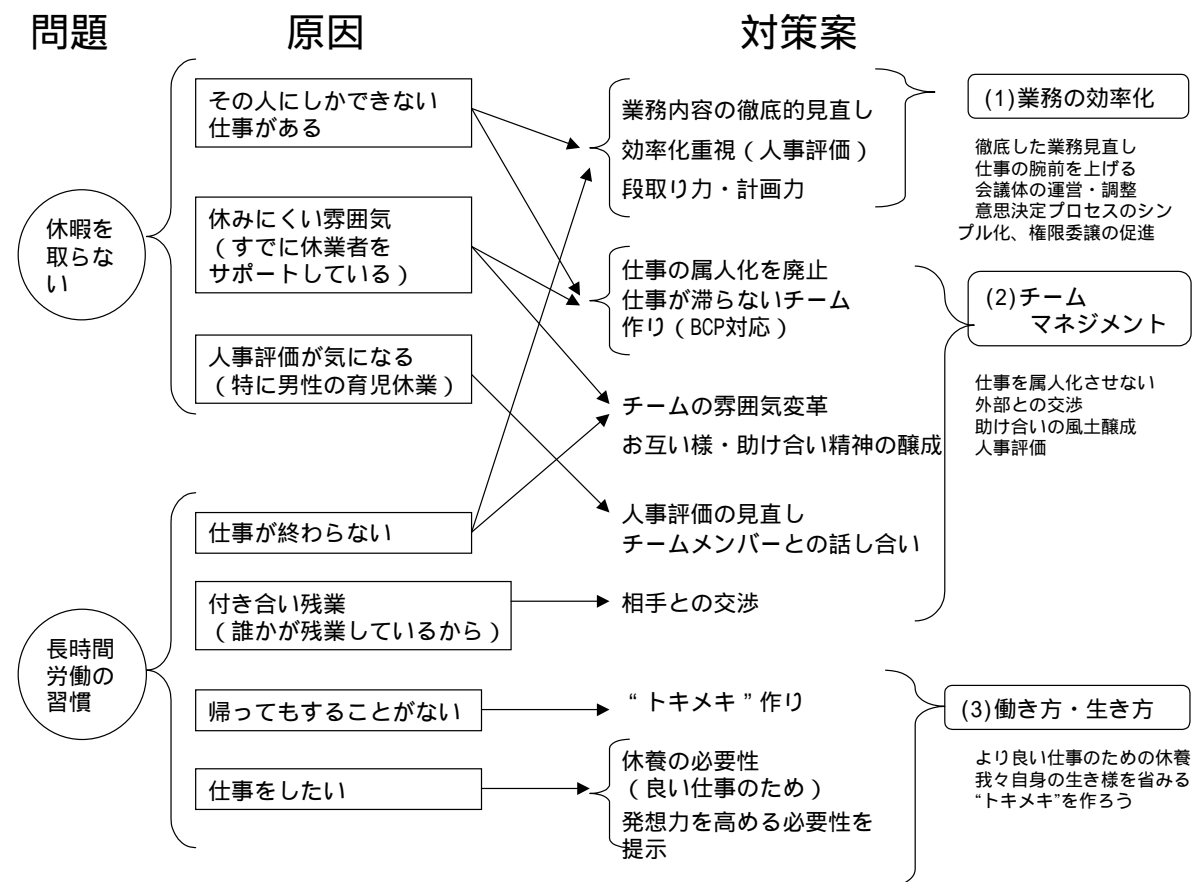 問題
原因
対策案
休暇を
取らな
い
長時間
労働の
習慣
その人にしかできない
仕事がある
休みにくい雰囲気
（すでに休業者を
サポートしている）
人事評価が気になる
（特に男性の育児休業）
仕事が終わらない
付き合い残業
（誰かが残業しているから）
帰ってもすることがない
仕事をしたい
業務内容の徹底的見直し
効率化重視（人事評価）
段取り力・計画力
仕事の属人化を廃止
仕事が滞らないチーム
作り（BCP対応）
チームの雰囲気変革
お互い様・助け合い精神の醸成
人事評価の見直し
チームメンバーとの話し合い
相手との交渉
“トキメキ”作り
休養の必要性
（良い仕事のため）
発想力を高める必要性を
提示
(1)業務の効率化
徹底した業務見直し
仕事の腕前を上げる
会議体の運営・調整
意思決定プロセスのシン
プル化、権限委譲の促進
(2)チーム
マネジメント
仕事を属人化させない
外部との交渉
助け合いの風土醸成
人事評価
(3)働き方・生き方
より良い仕事のための休養
我々自身の生き様を省みる
“トキメキ”を作ろう